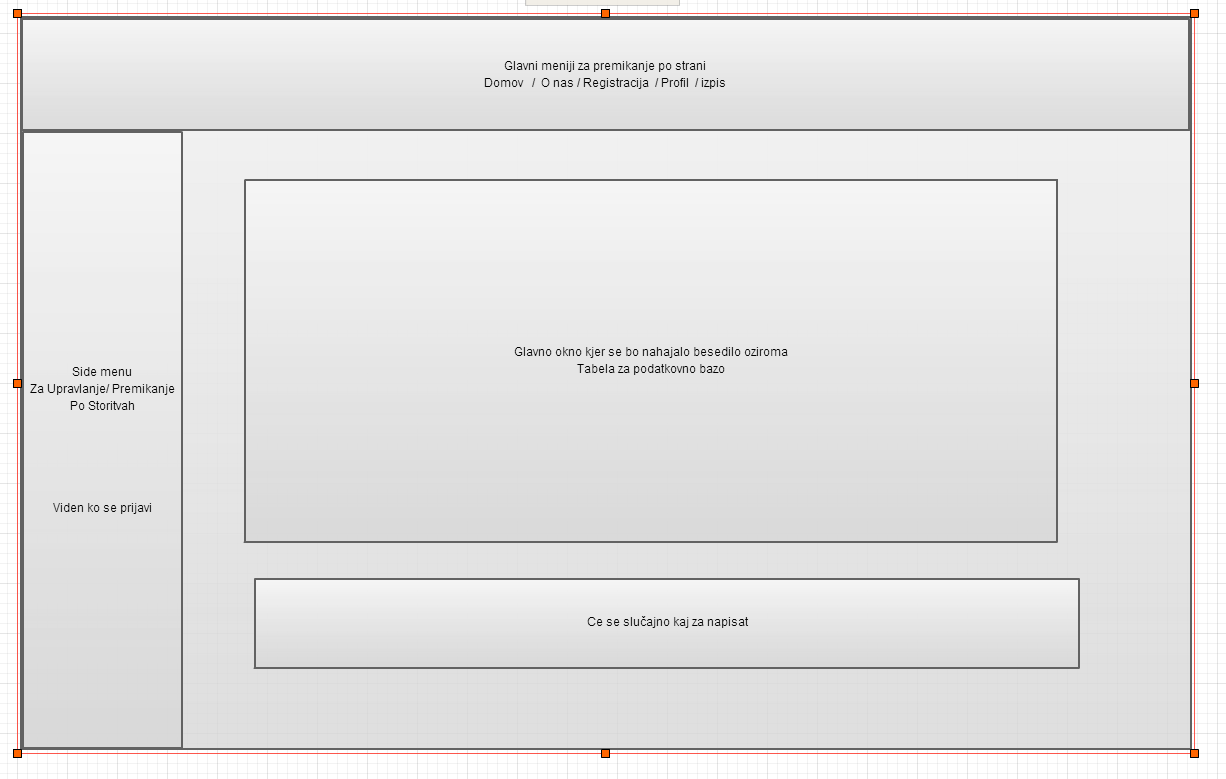 Glavni meniji za premikanje po strani
Domov / O nas / Registracija / Profil / izpis
Side menu
Za Upravlanje/ Premikanje
Po Storitvah
Viden ko se prijavi
Glavno okno kjer se bo nahajalo besedilo oziroma
Tabela za podatkovno bazo
Ce se slučajno kaj za napisat